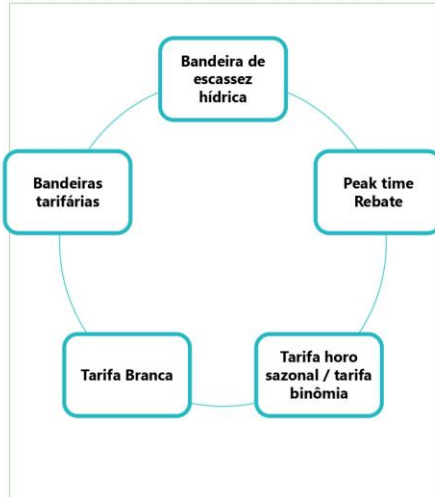 Bandeira de
escassez
hídrica
Bandeiras
tarifárias
Peak time
Rebate
Tarifa Branca
Tarifa horo
sazonal / tarifa
binômia